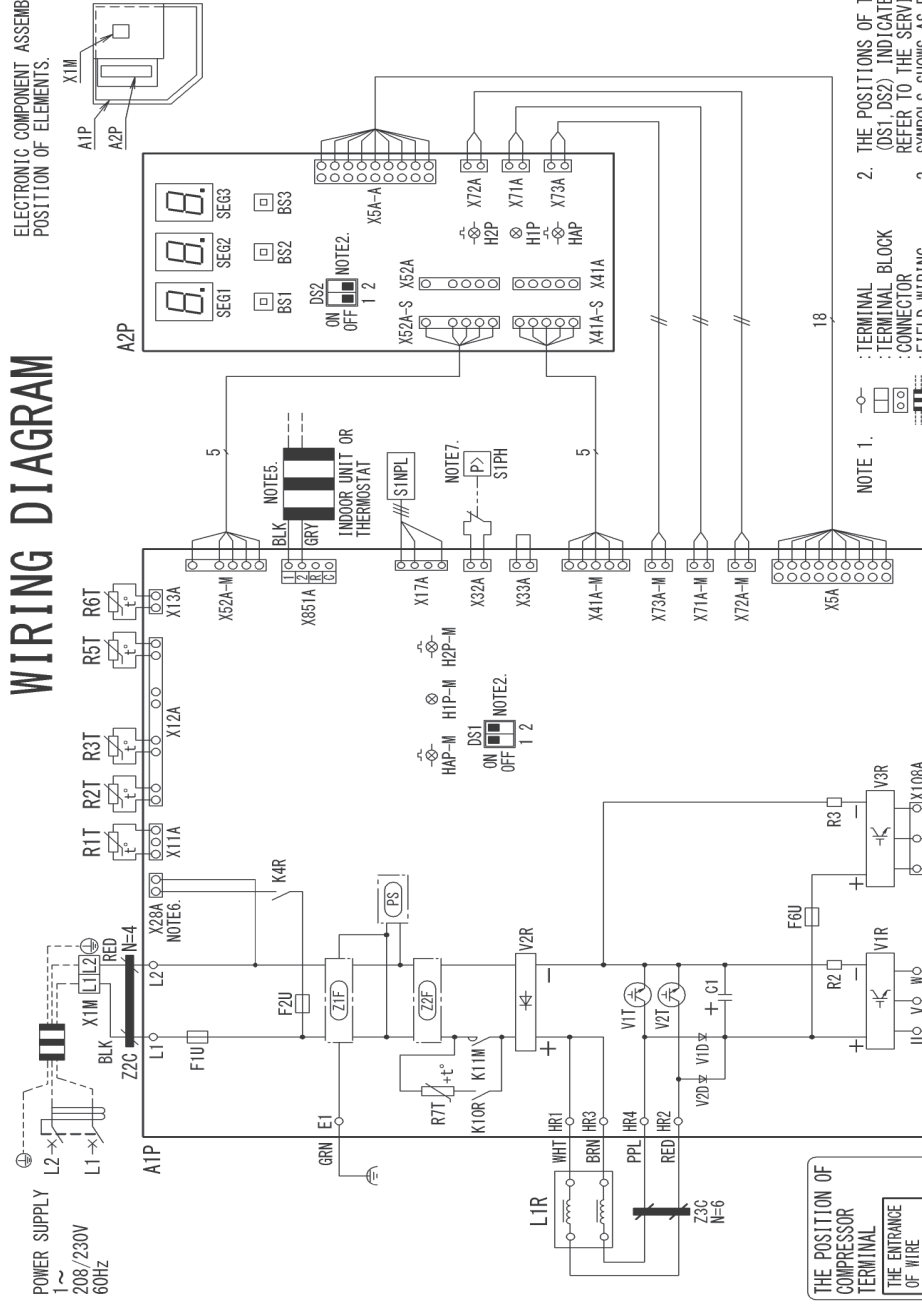 WIRING DIAGRAM
ELECTRONIC COMPONENT ASSEMB
POSITION OF ELEMENTS.
A1P
X1M
A2P
POWER SUPPLY
1~
208/230V
60Hz
L2
L1
X1M
L1 L2
BLK
RED
Z2C
N=4
A1P
L1
L2
X28A
NOTE6.
R1T
t°
X11A
R2T
t°
R3T
t°
X12A
R5T
t°
R6T
t°
X13A
F1U
F2U
K4R
GRN
E1
Z1F
PS
Z2F
R7T
+t°
K10R
K11M
V2R
+
-
L1R
WHT
HR1
BRN
HR3
PPL
HR4
RED
HR2
Z3C
N=6
V1T
V2T
V2D
V1D
+
C1
R2
R3
F6U
+
-
V1R
+
-
V3R
U
V
W
X108A
HAP-M
H1P-M
H2P-M
DS1
ON
OFF
1 2
NOTE2.
X52A-M
X851A
1
2
R
C
BLK
GRY
NOTE5.
INDOOR UNIT OR
THERMOSTAT
X17A
S1NPL
X32A
NOTE7.
P>
S1PH
X33A
X41A-M
X73A-M
X71A-M
X72A-M
X5A
5
5
18
A2P
SEG1
SEG2
SEG3
8.
8.
8.
BS1
BS2
BS3
DS2
ON
OFF
1 2
NOTE2.
X5A-A
X52A-S
X52A
X41A-S
X41A
H2P
H1P
HAP
X72A
X71A
X73A
NOTE 1.
:TERMINAL
:TERMINAL BLOCK
:CONNECTOR
:FIELD WIRING
2.
THE POSITIONS OF T
(DS1,DS2) INDICATE
REFER TO THE SERVI
THE POSITION OF
COMPRESSOR
TERMINAL
THE ENTRANCE
OF WIRE